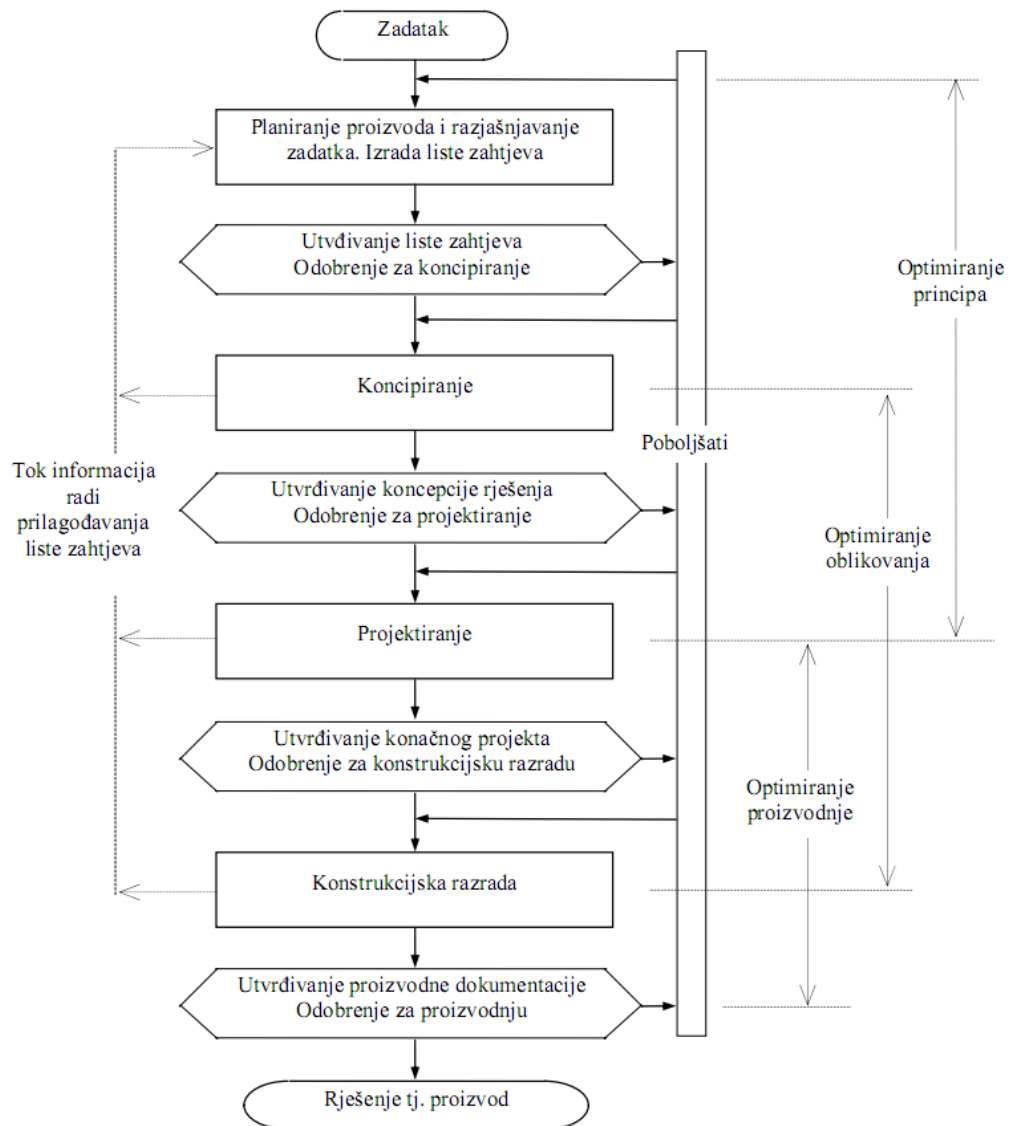 Zadatak
Planiranje proizvoda i razjašnjavanje
zadatka. Izrada liste zahtjeva
Utvđivanje liste zahtjeva
Odobrenje za koncipiranje
Optimiranje
principa
Koncipiranje
Poboljšati
Tok informacija
radi
prilagođavanja
liste zahtjeva
Utvrđivanje koncepcije rješenja
Odobrenje za projektiranje
Optimiranje
oblikovanja
Projektiranje
Utvrđivanje konačnog projekta
Odobrenje za konstrukcijsku razradu
Optimiranje
proizvodnje
Konstrukcijska razrada
Utvrđivanje proizvodne dokumentacije
Odobrenje za proizvodnju
Rješenje tj. proizvod